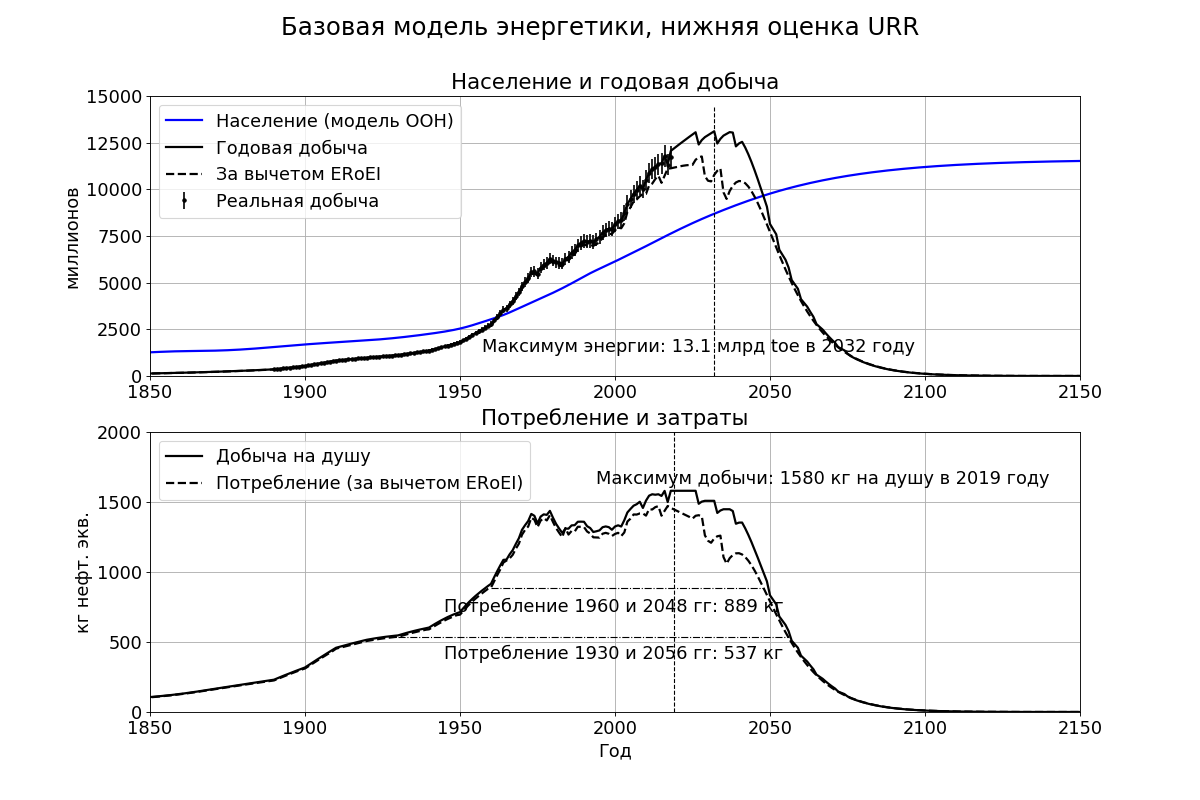 Базовая модель энергетики, нижняя оценка URR
Население и годовая добыча
15000
12500
10000
7500
5000
2500
0
миллионов
Население (модель ООН)
Годовая добыча
За вычетом ERoEI
Реальная добыча
Максимум энергии: 13.1 млрд toe в 2032 году
1850 1900 1950 2000 2050 2100 2150
Потребление и затраты
2000
1500
1000
500
0
кг нефт. экв.
Добыча на душу
Потребление (за вычетом ERoEI)
Максимум добычи: 1580 кг на душу в 2019 году
Потребление 1960 и 2048 гг: 889 кг
Потребление 1930 и 2056 гг: 537 кг
1850 1900 1950 2000 2050 2100 2150
Год